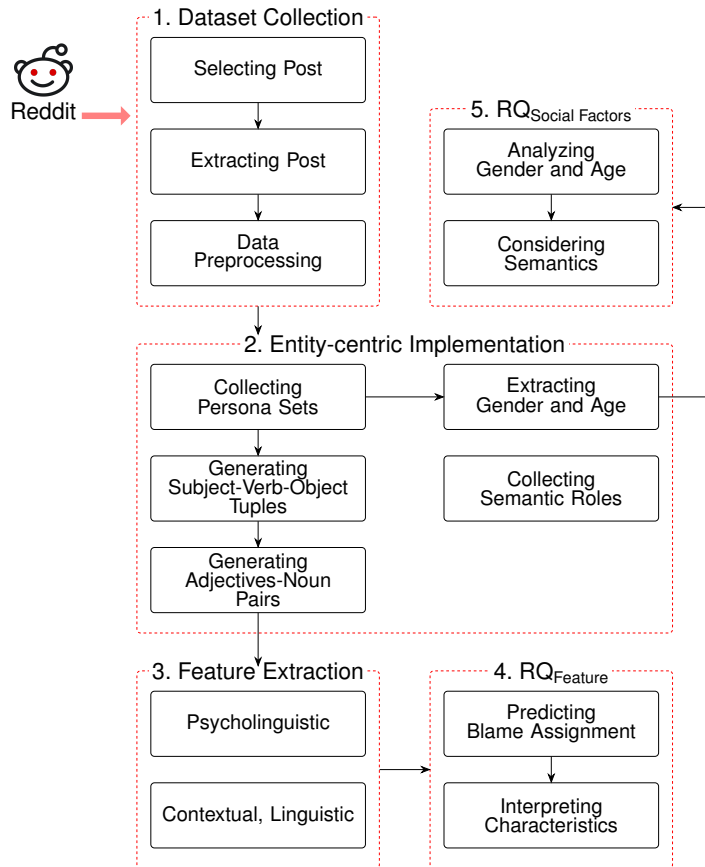 1. Dataset Collection
Reddit
Selecting Post
Extracting Post
Data
Preprocessing
5. RQSocial Factors
Analyzing
Gender and Age
Considering
Semantics
2. Entity-centric Implementation
Collecting
Persona Sets
Extracting
Gender and Age
Generating
Subject-Verb-Object
Tuples
Collecting
Semantic Roles
Generating
Adjectives-Noun
Pairs
3. Feature Extraction
Psycholinguistic
Contextual, Linguistic
4. RQFeature
Predicting
Blame Assignment
Interpreting
Characteristics